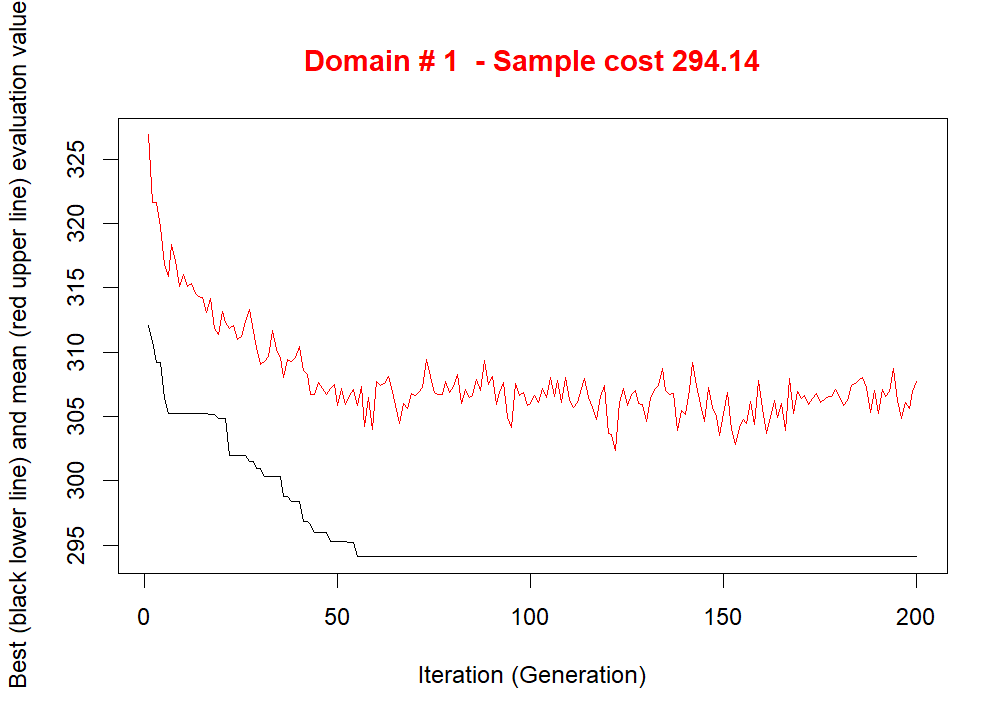 Domain # 1  - Sample cost 294.14
Best (black lower line) and mean (red upper line) evaluation value
325
320
315
310
305
300
295
0 50 100 150 200
Iteration (Generation)